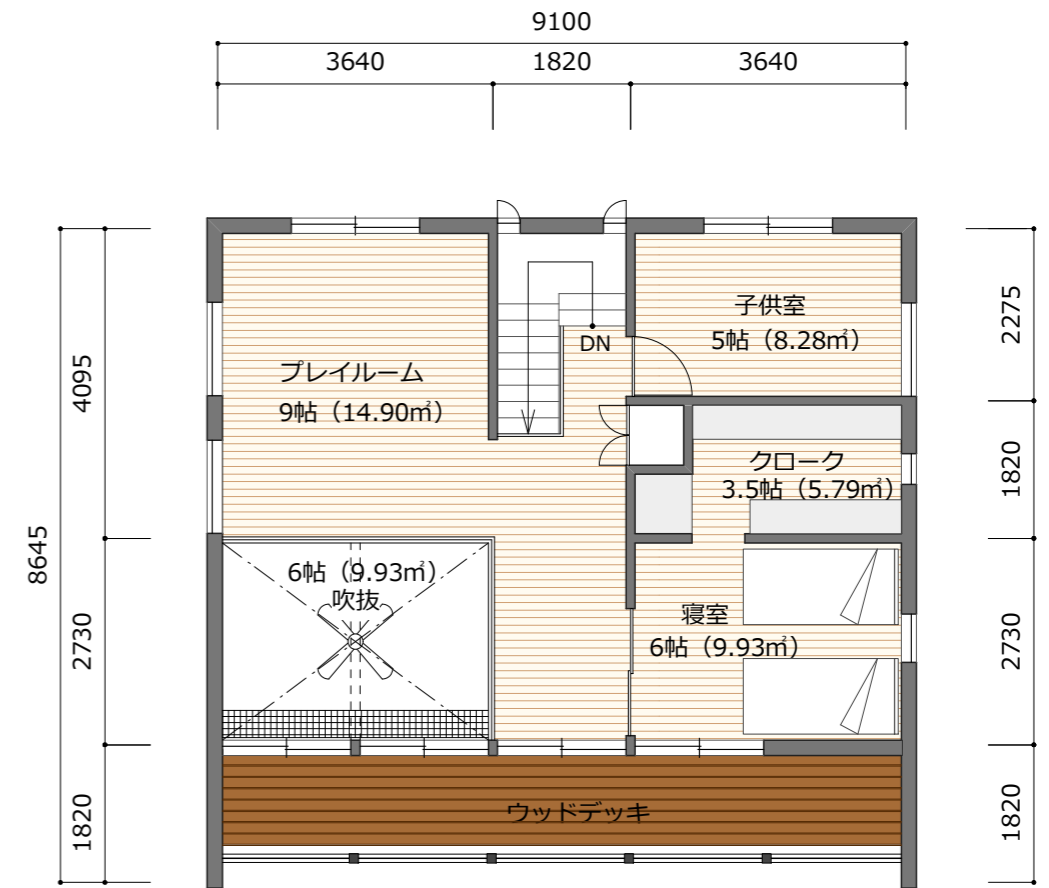 9100
3640
1820
3640
4095
8645
2730
1820
2275
1820
2730
1820
プレイルーム
9帖（14.90㎡）
DN
子供室
5帖（8.28㎡）
クローク
3.5帖（5.79㎡）
6帖（9.93㎡）
吹抜
寝室
6帖（9.93㎡）
ウッドデッキ